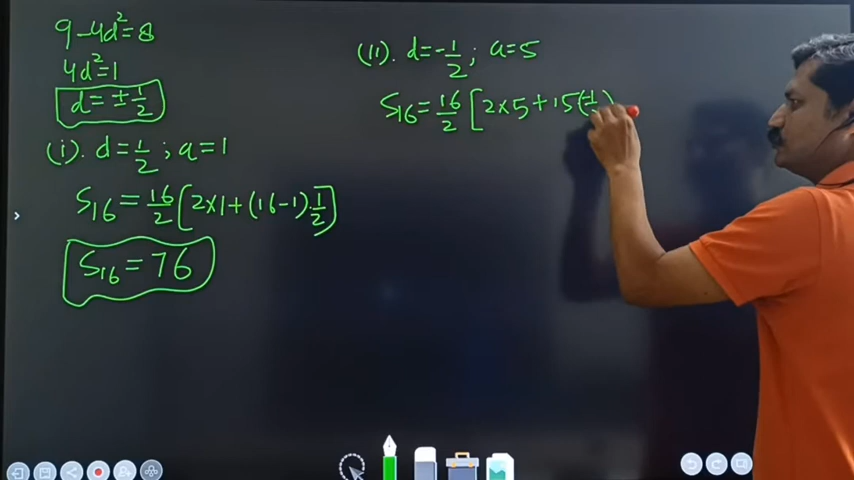 9-4d²=8
4d²=1
d=±1/2
(i). d=1/2 ; a=1
S₁₆=16/2[2×1+(16-1).1/2]
S₁₆=76
(ii). d=-1/2 ; a=5
S₁₆=16/2[2×5+15(-1/